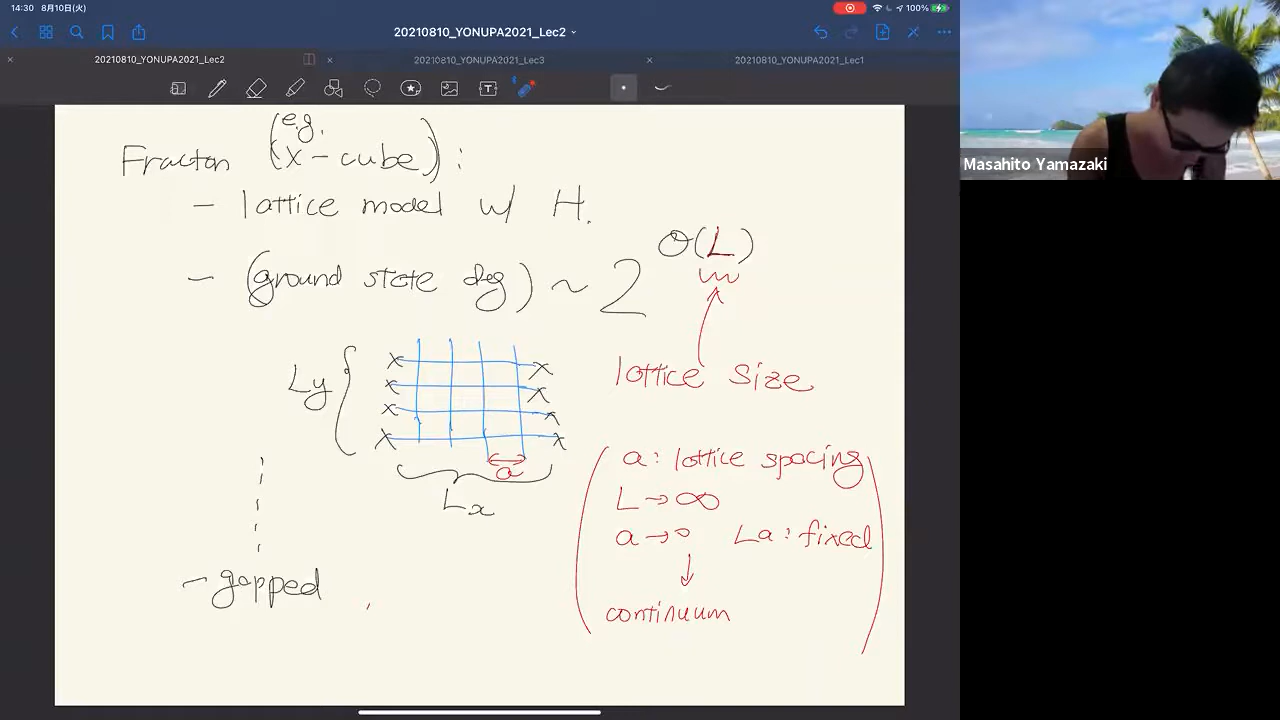 14:30 8月10日(火)
100%
20210810_YONUPA2021_Lec2
20210810_YONUPA2021_Lec2
20210810_YONUPA2021_Lec3
20210810_YONUPA2021_Lec1
Masahito Yamazaki
Fracton (e.g. X-cube) :
- lattice model w/ H.
- (ground state deg) ~ 2^O(L)
lattice size
Ly
a
Lx
a : lattice spacing
L → ∞
a → 0 La : fixed
↓
continuum
- gapped